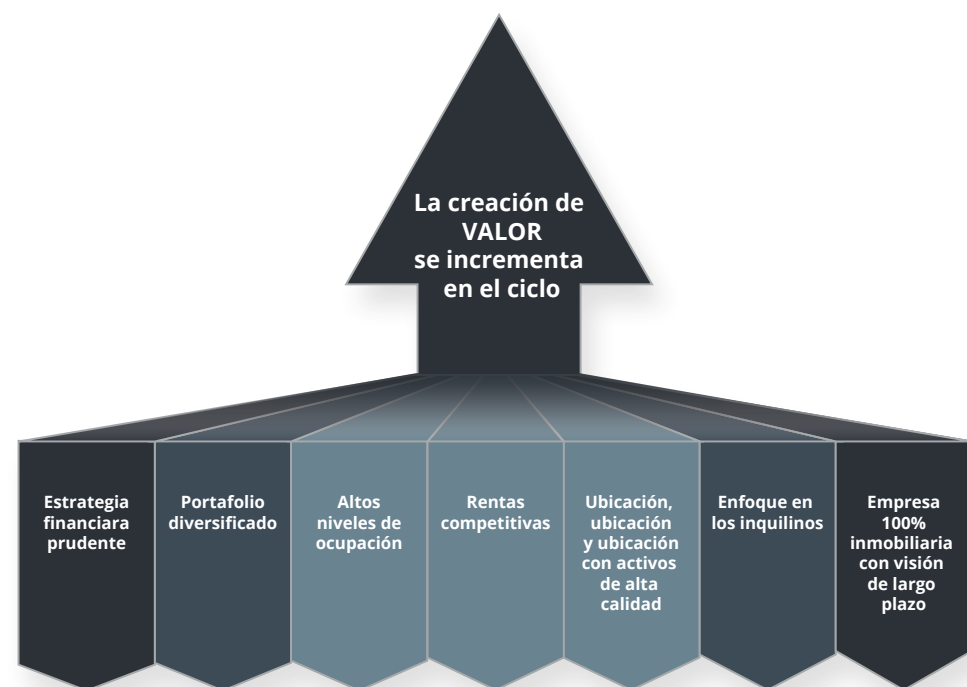 La creación de
VALOR
se incrementa
en el ciclo
Estrategia
financiara
prudente
Portafolio
diversificado
Altos
niveles de
ocupación
Rentas
competitivas
Ubicación,
ubicación
y ubicación
con activos
de alta
calidad
Enfoque en
los inquilinos
Empresa
100%
inmobiliaria
con visión
de largo
plazo